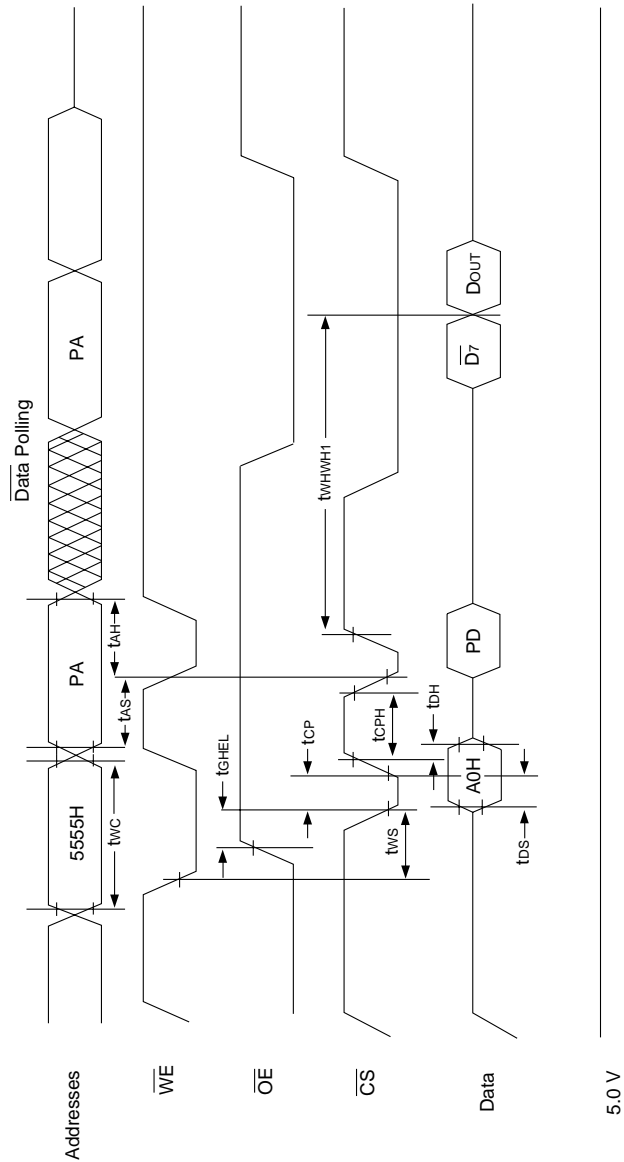 Data Polling
Addresses
5555H
PA
PA
tWC
tAS
tAH
WE
OE
tGHEL
CS
tWS
tCP
tCPH
tWHWH1
tDH
Data
A0H
PD
D7
DOUT
tDS
5.0 V